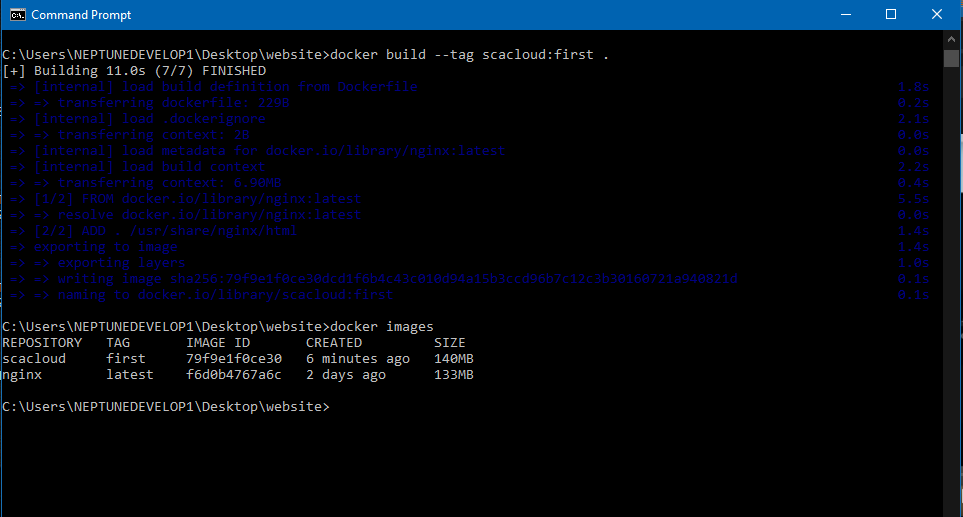 Command Prompt
C:\Users\NEPTUNEDEVELOP1\Desktop\website>docker build --tag scacloud:first .
[+] Building 11.0s (7/7) FINISHED
=> [internal] load build definition from Dockerfile 1.8s
=> => transferring dockerfile: 229B 0.2s
=> [internal] load .dockerignore 2.1s
=> => transferring context: 2B 0.0s
=> [internal] load metadata for docker.io/library/nginx:latest 0.0s
=> [internal] load build context 2.2s
=> => transferring context: 6.90MB 0.4s
=> [1/2] FROM docker.io/library/nginx:latest 5.5s
=> => resolve docker.io/library/nginx:latest 0.0s
=> [2/2] ADD . /usr/share/nginx/html 1.4s
=> exporting to image 1.4s
=> => exporting layers 1.0s
=> => writing image 0.1s
=> => naming to docker.io/library/scacloud:first 0.1s
C:\Users\NEPTUNEDEVELOP1\Desktop\website>docker images
REPOSITORY TAG IMAGE ID CREATED SIZE
scacloud first 79f9e1f0ce30 6 minutes ago 140MB
nginx latest f6d0b4767a6c 2 days ago 133MB
C:\Users\NEPTUNEDEVELOP1\Desktop\website>